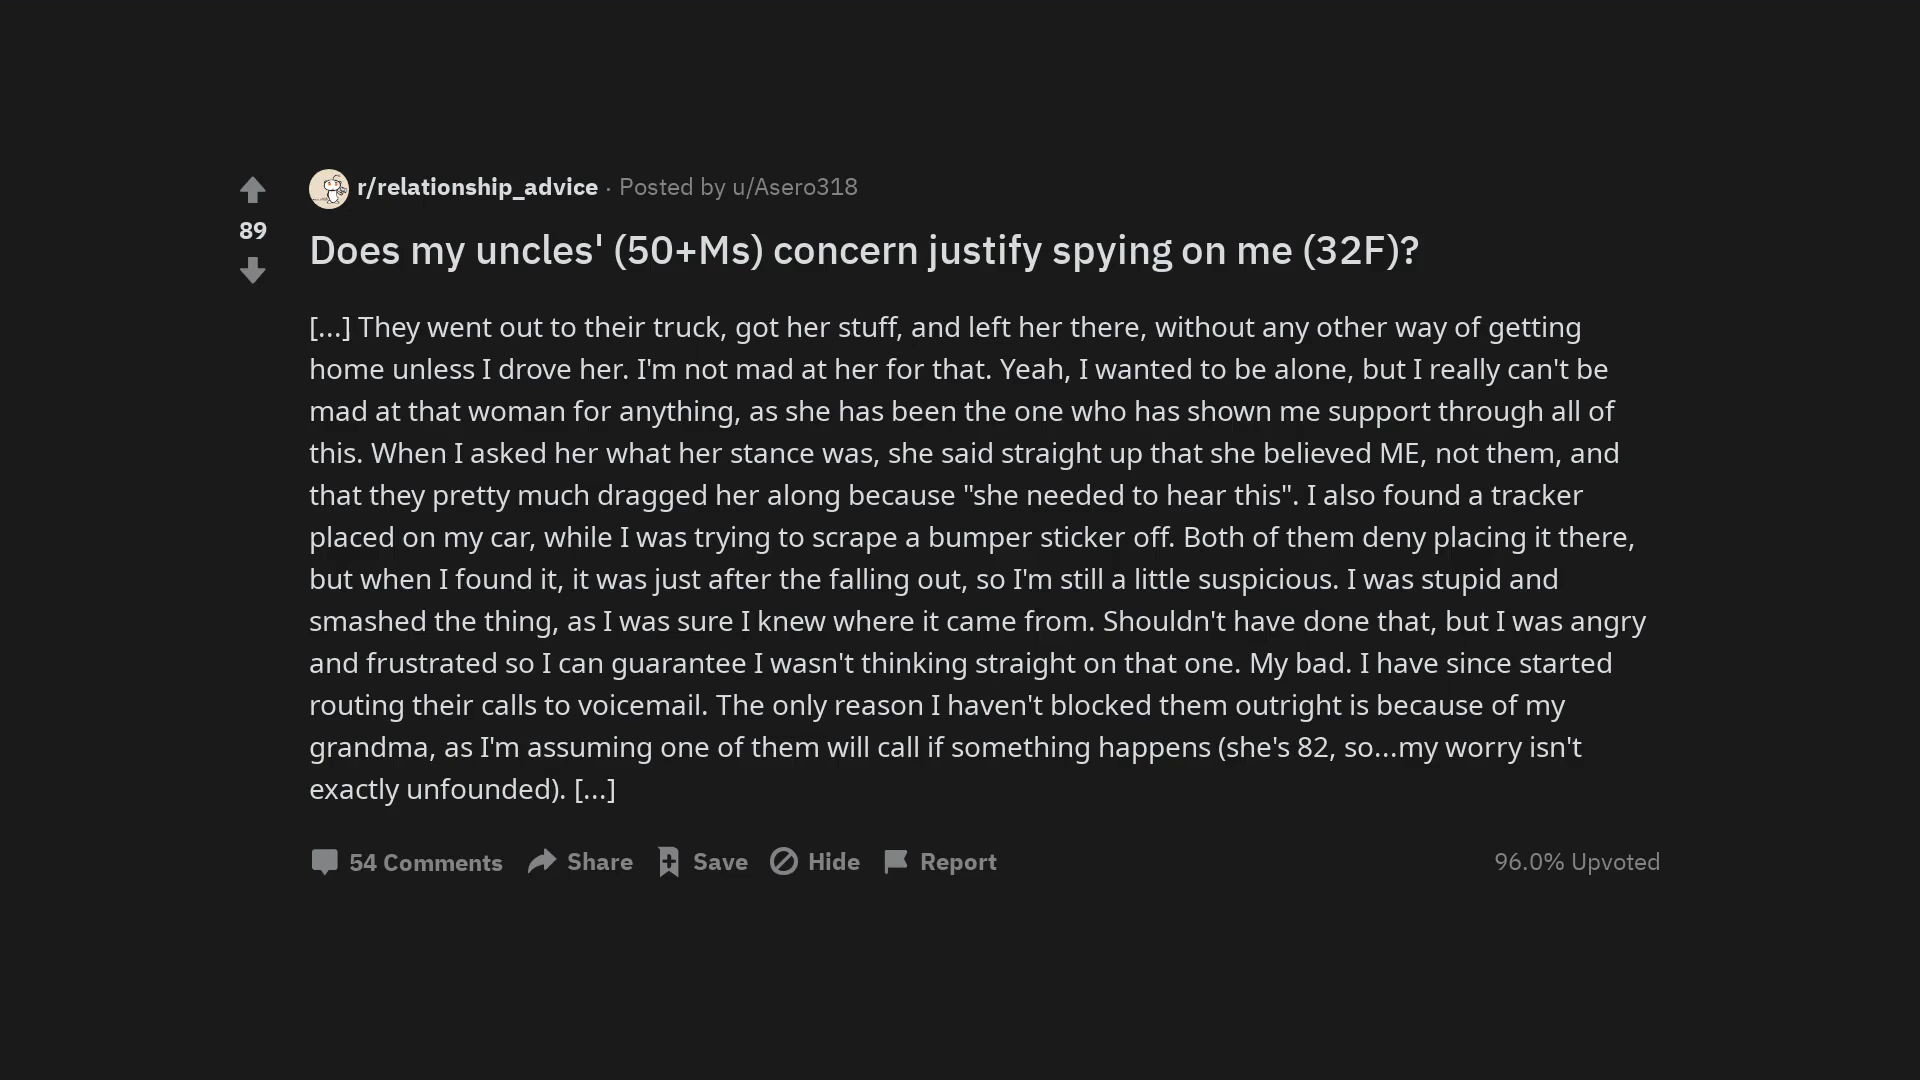 r/relationship_advice · Posted by u/Asero318
89
Does my uncles' (50+Ms) concern justify spying on me (32F)?
[...] They went out to their truck, got her stuff, and left her there, without any other way of getting
home unless I drove her. I'm not mad at her for that. Yeah, I wanted to be alone, but I really can't be
mad at that woman for anything, as she has been the one who has shown me support through all of
this. When I asked her what her stance was, she said straight up that she believed ME, not them, and
that they pretty much dragged her along because "she needed to hear this". I also found a tracker
placed on my car, while I was trying to scrape a bumper sticker off. Both of them deny placing it there,
but when I found it, it was just after the falling out, so I'm still a little suspicious. I was stupid and
smashed the thing, as I was sure I knew where it came from. Shouldn't have done that, but I was angry
and frustrated so I can guarantee I wasn't thinking straight on that one. My bad. I have since started
routing their calls to voicemail. The only reason I haven't blocked them outright is because of my
grandma, as I'm assuming one of them will call if something happens (she's 82, so...my worry isn't
exactly unfounded). [...]
54 Comments Share Save Hide Report 96.0% Upvoted